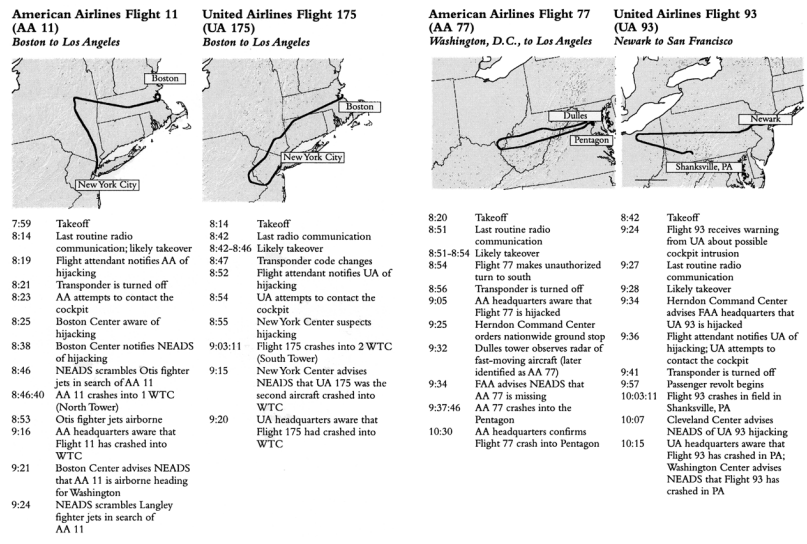 American Airlines Flight 11
(AA 11)
Boston to Los Angeles
Boston
New York City
7:59 Takeoff
8:14 Last routine radio
communication; likely takeover
8:19 Flight attendant notifies AA of
hijacking
8:21 Transponder is turned off
8:23 AA attempts to contact the
cockpit
8:25 Boston Center aware of
hijacking
8:38 Boston Center notifies NEADS
of hijacking
8:46 NEADS scrambles Otis fighter
jets in search of AA 11
8:46:40 AA 11 crashes into 1 WTC
(North Tower)
8:53 Otis fighter jets airborne
9:16 AA headquarters aware that
Flight 11 has crashed into
WTC
9:21 Boston Center advises NEADS
that AA 11 is airborne heading
for Washington
9:24 NEADS scrambles Langley
fighter jets in search of
AA 11
United Airlines Flight 175
(UA 175)
Boston to Los Angeles
Boston
New York City
8:14 Takeoff
8:42 Last radio communication
8:42-8:46 Likely takeover
8:47 Transponder code changes
8:52 Flight attendant notifies UA of
hijacking
8:54 UA attempts to contact the
cockpit
8:55 New York Center suspects
hijacking
9:03:11 Flight 175 crashes into 2 WTC
(South Tower)
9:15 New York Center advises
NEADS that UA 175 was the
second aircraft crashed into
WTC
9:20 UA headquarters aware that
Flight 175 had crashed into
WTC
American Airlines Flight 77
(AA 77)
Washington, D.C., to Los Angeles
Dulles
Pentagon
8:20 Takeoff
8:51 Last routine radio
communication
8:51-8:54 Likely takeover
8:54 Flight 77 makes unauthorized
turn to south
8:56 Transponder is turned off
9:05 AA headquarters aware that
Flight 77 is hijacked
9:25 Herndon Command Center
orders nationwide ground stop
9:32 Dulles tower observes radar of
fast-moving aircraft (later
identified as AA 77)
9:34 FAA advises NEADS that
AA 77 is missing
9:37:46 AA 77 crashes into the
Pentagon
10:30 AA headquarters confirms
Flight 77 crash into Pentagon
United Airlines Flight 93
(UA 93)
Newark to San Francisco
Newark
Shanksville, PA
8:42 Takeoff
9:24 Flight 93 receives warning
from UA about possible
cockpit intrusion
9:27 Last routine radio
communication
9:28 Likely takeover
9:34 Herndon Command Center
advises FAA headquarters that
UA 93 is hijacked
9:36 Flight attendant notifies UA of
hijacking; UA attempts to
contact the cockpit
9:41 Transponder is turned off
9:57 Passenger revolt begins
10:03:11 Flight 93 crashes in field in
Shanksville, PA
10:07 Cleveland Center advises
NEADS of UA 93 hijacking
10:15 UA headquarters aware that
Flight 93 has crashed in PA;
Washington Center advises
NEADS that Flight 93 has
crashed in PA